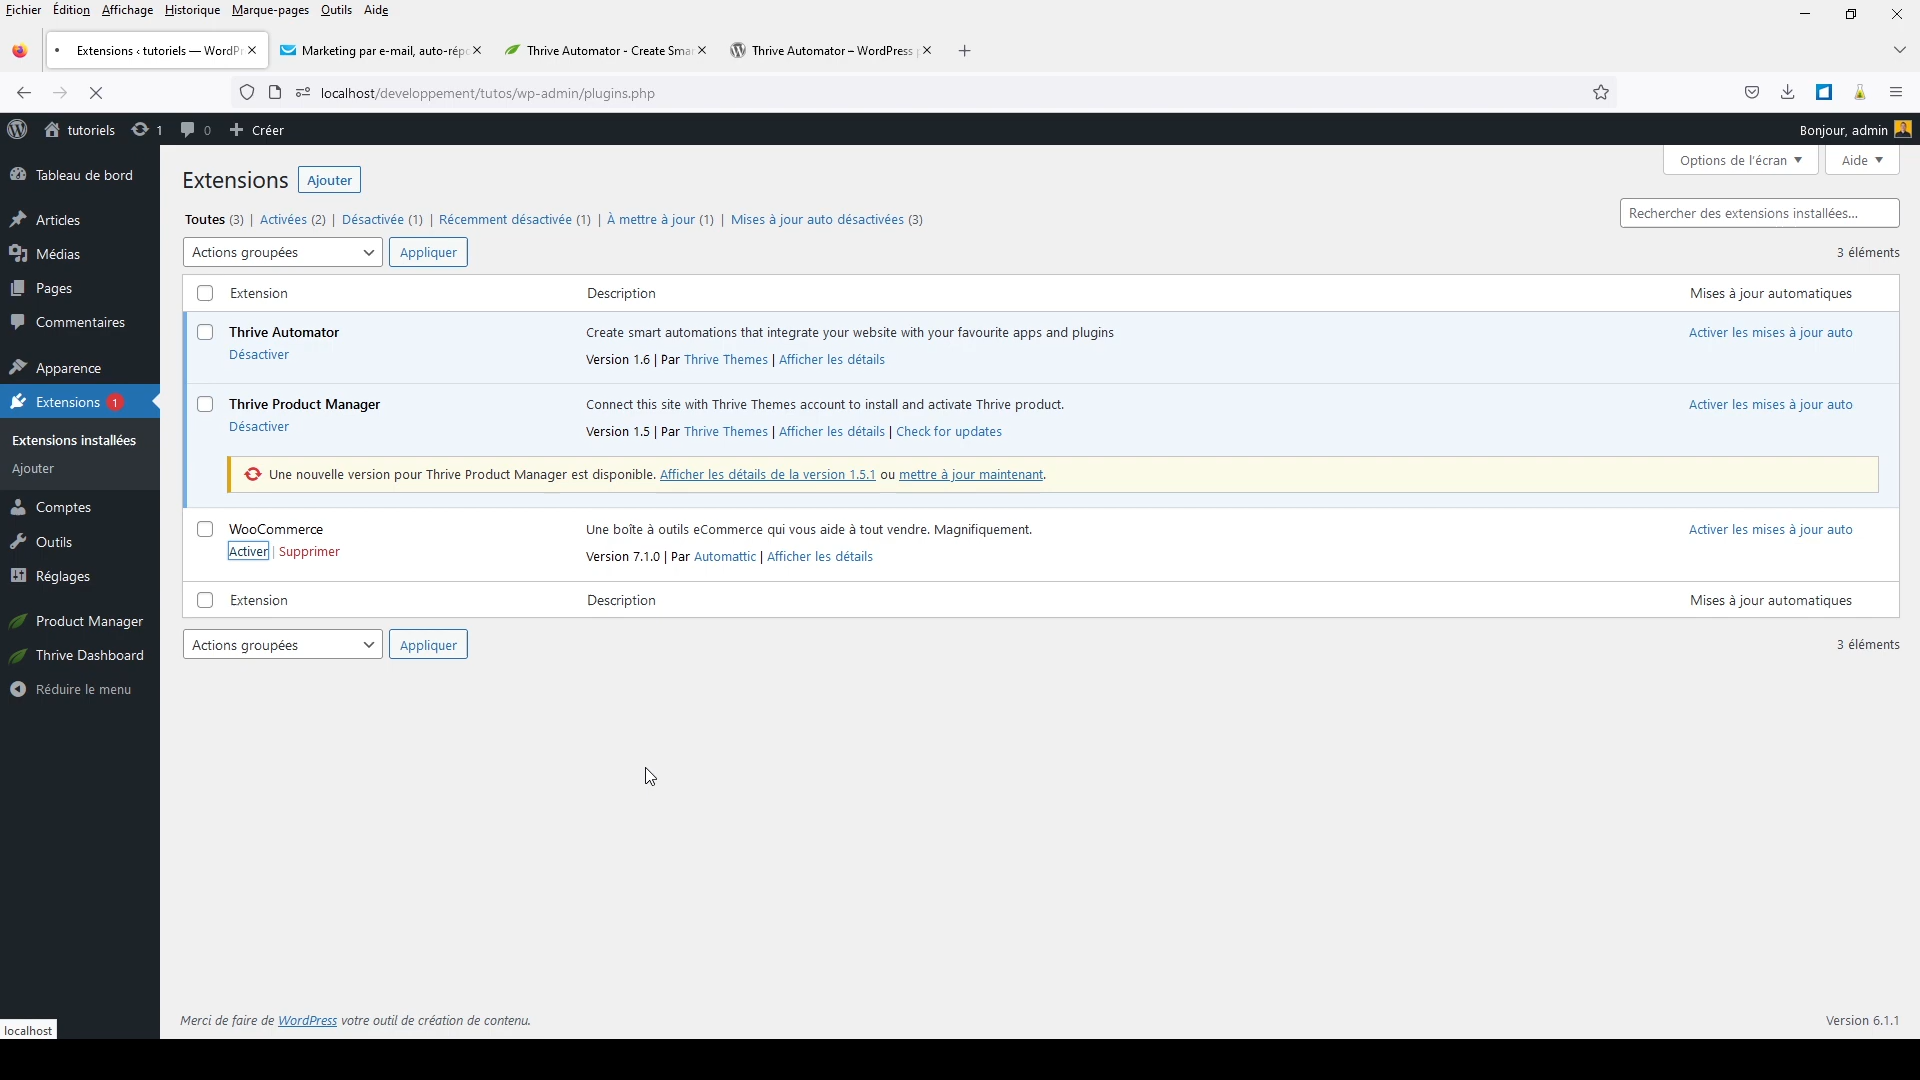 Fichier Édition Affichage Historique Marque-pages Outils Aide
Extensions ‹ tutoriels — WordPr Marketing par e-mail, auto-répo Thrive Automator - Create Smar Thrive Automator – WordPress p
localhost/developpement/tutos/wp-admin/plugins.php
tutoriels 1 0 Créer Bonjour, admin
Options de l'écran Aide
Tableau de bord
Articles
Médias
Pages
Commentaires
Apparence
Extensions 1
Extensions installées
Ajouter
Comptes
Outils
Réglages
Product Manager
Thrive Dashboard
Réduire le menu
Extensions Ajouter
Toutes (3) | Activées (2) | Désactivée (1) | Récemment désactivée (1) | À mettre à jour (1) | Mises à jour auto désactivées (3)
Rechercher des extensions installées...
Actions groupées Appliquer 3 éléments
Extension Description Mises à jour automatiques
Thrive Automator Create smart automations that integrate your website with your favourite apps and plugins Activer les mises à jour auto
Désactiver Version 1.6 | Par Thrive Themes | Afficher les détails
Thrive Product Manager Connect this site with Thrive Themes account to install and activate Thrive product. Activer les mises à jour auto
Désactiver Version 1.5 | Par Thrive Themes | Afficher les détails | Check for updates
Une nouvelle version pour Thrive Product Manager est disponible. Afficher les détails de la version 1.5.1 ou mettre à jour maintenant.
WooCommerce Une boîte à outils eCommerce qui vous aide à tout vendre. Magnifiquement. Activer les mises à jour auto
Activer | Supprimer Version 7.1.0 | Par Automattic | Afficher les détails
Extension Description Mises à jour automatiques
Actions groupées Appliquer 3 éléments
Merci de faire de WordPress votre outil de création de contenu. Version 6.1.1
localhost